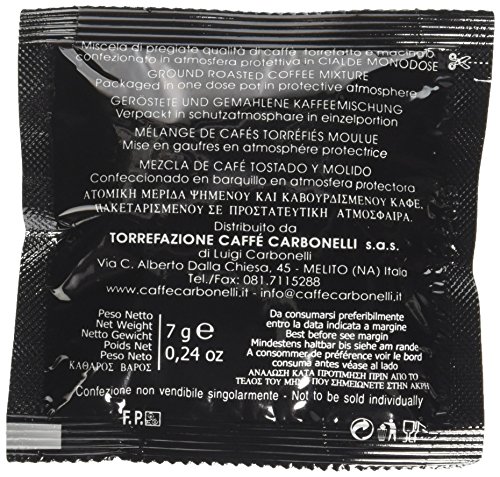 Miscela di pregiate qualità di caffè torrefatto e macinato
confezionato in atmosfera protettiva in CIALDE MONODOSE
GROUND ROASTED COFFEE MIXTURE
Packaged in one dose pot in protective atmosphere
GERÖSTETE UND GEMAHLENE KAFFEEMISCHUNG
Verpackt in schutzatmosphare in einzelportion
MÉLANGE DE CAFÉS TORRÉFIÉS MOULUE
Mise en gaufres en atmosphère protectrice
MEZCLA DE CAFÉ TOSTADO Y MOLIDO
Confeccionado en barquillo en atmosfera protectora
ΑΤΟΜΙΚΗ ΜΕΡΙΔΑ ΨΗΜΕΝΟΥ ΚΑΙ ΚΑΒΟΥΡΔΙΣΜΕΝΟΥ ΚΑΦΕ,
ΠΑΚΕΤΑΡΙΣΜΕΝΟΥ ΣΕ ΠΡΟΣΤΑΤΕΥΤΙΚΗ ΑΤΜΟΣΦΑΙΡΑ.
Distribuito da
TORREFAZIONE CAFFÉ CARBONELLI s.a.s.
di Luigi Carbonelli
Via C. Alberto Dalla Chiesa, 45 - MELITO (NA) Italia
Tel./Fax: 081.7115288
www.caffecarbonelli.it - info@caffecarbonelli.it
Peso Netto
Net Weight
Netto Gewicht
Poids Net
Peso Neto
ΚΑΘΑΡΟΣ ΒΑΡΟΣ
7 g e
0,24 oz
Da consumarsi preferibilmente
entro la data indicata a margine
Best before see margin
Mindestens haltbar bis siehe am rande
A consommer de préférence voir le bord
consuma antes véase al lado
ΑΝΑΛΩΣΗ ΚΑΤΑ ΠΡΟΤΙΜΗΣΗ ΠΡΙΝ ΑΠΟ ΤΟ
ΤΕΛΟΣ ΤΟΥ ΜΗΝΑ ΠΟΥ ΣΗΜΕΙΩΝΕΤΕ ΣΤΗΝ ΑΚΡΗ
Confezione non vendibile singolarmente - Not to be sold individually
F.P.